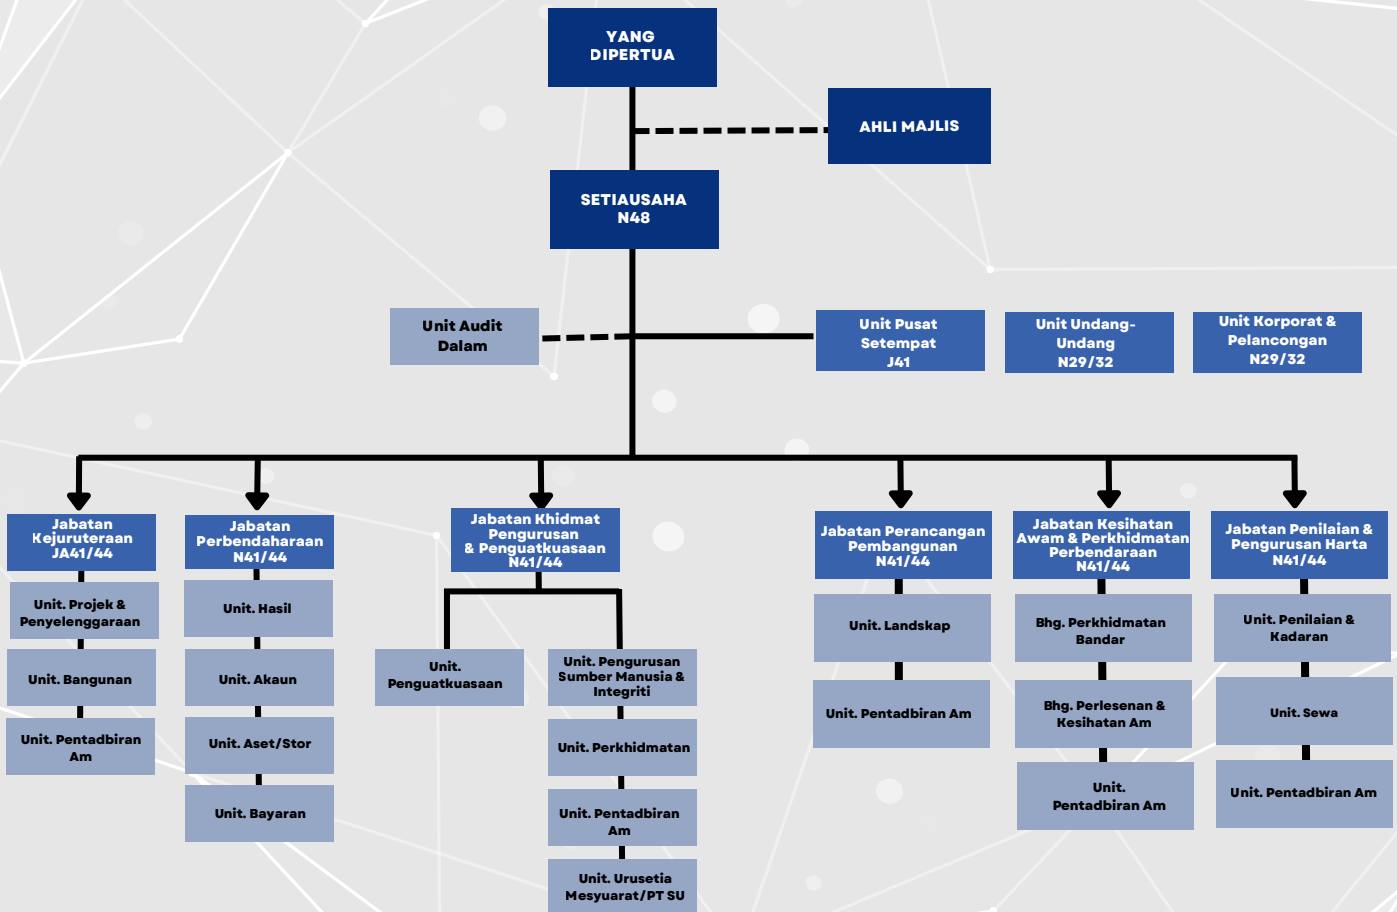 YANG
DIPERTUA
AHLI MAJLIS
SETIAUSAHA
N48
Unit Audit
Dalam
Unit Pusat
Setempat
J41
Unit Undang-
Undang
N29/32
Unit Korporat &
Pelancongan
N29/32
Jabatan
Kejuruteraan
JA41/44
Unit. Projek &
Penyelenggaraan
Unit. Bangunan
Unit. Pentadbiran
Am
Jabatan
Perbendaharaan
N41/44
Unit. Hasil
Unit. Akaun
Unit. Aset/Stor
Unit. Bayaran
Jabatan Khidmat
Pengurusan
& Penguatkuasaan
N41/44
Unit.
Penguatkuasaan
Unit. Pengurusan
Sumber Manusia &
Integriti
Unit. Perkhidmatan
Unit. Pentadbiran
Am
Unit. Urusetia
Mesyuarat/PT SU
Jabatan Perancangan
Pembangunan
N41/44
Unit. Landskap
Unit. Pentadbiran Am
Jabatan Kesihatan
Awam & Perkhidmatan
Perbendaraan
N41/44
Bhg. Perkhidmatan
Bandar
Bhg. Perlesenan &
Kesihatan Am
Unit.
Pentadbiran Am
Jabatan Penilaian &
Pengurusan Harta
N41/44
Unit. Penilaian &
Kadaran
Unit. Sewa
Unit. Pentadbiran Am